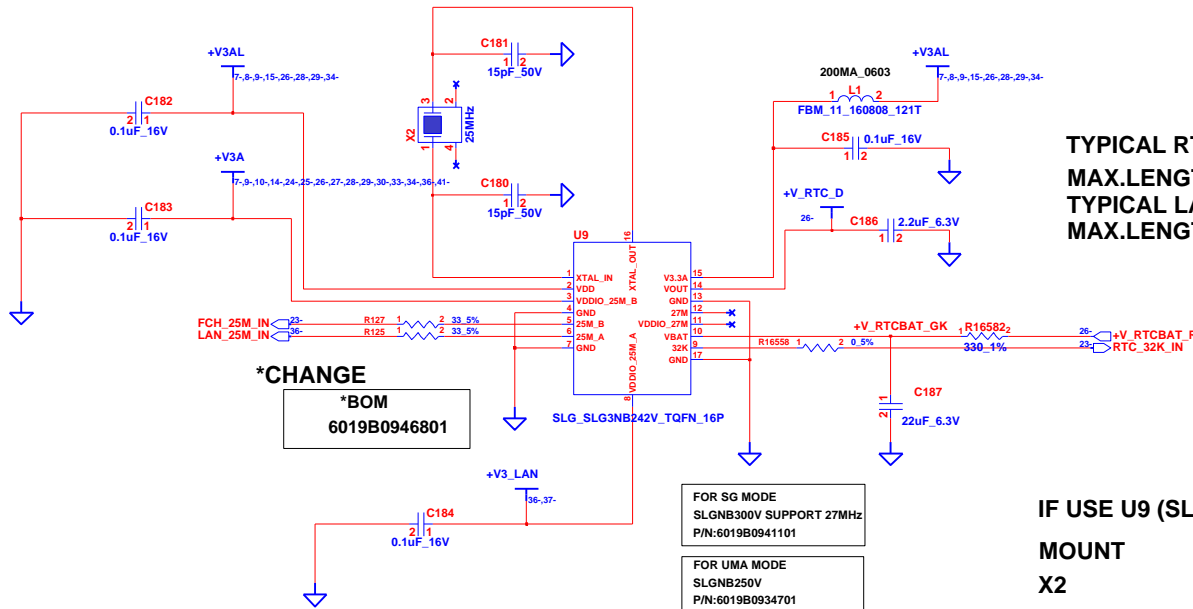 C181
1 2
15pF_50V
+V3AL
7-,8-,9-,15-,26-,28-,29-,34-
C182
2 1
0.1uF_16V
+V3A
7-,9-,10-,14-,24-,25-,26-,27-,28-,29-,30-,33-,34-,36-,41-
C183
2 1
0.1uF_16V
3 2
X2
25MHz
1 4
C180
1 2
15pF_50V
+V3AL
7-,8-,9-,15-,26-,28-,29-,34-
200MA_0603
L1
1 2
FBM_11_160808_121T
C185
0.1uF_16V
1 2
+V_RTC_D
26-
C186
2.2uF_6.3V
1 2
TYPICAL RT
MAX.LENGT
TYPICAL LA
MAX.LENGT
U9
16
XTAL_OUT
1 XTAL_IN
2 VDD
3 VDDIO_25M_B
4 GND
5 25M_B
6 25M_A
7 GND
V3.3A 15
VOUT 14
GND 13
27M 12
VDDIO_27M 11
VBAT 10
32K 9
GND 17
VDDIO_25M_A
8
SLG_SLG3NB242V_TQFN_16P
FCH_25M_IN 23-
R127 1 2 33_5%
LAN_25M_IN 36-
R125 1 2 33_5%
+V_RTCBAT_GK
R16582
1 2
330_1%
26-
R16558 1 2 0_5%
23- RTC_32K_IN
C187
1
2
22uF_6.3V
*CHANGE
*BOM
6019B0946801
+V3_LAN
36-,37-
C184
2 1
0.1uF_16V
FOR SG MODE
SLGNB300V SUPPORT 27MHz
P/N:6019B0941101
FOR UMA MODE
SLGNB250V
P/N:6019B0934701
IF USE U9 (SL
MOUNT
X2